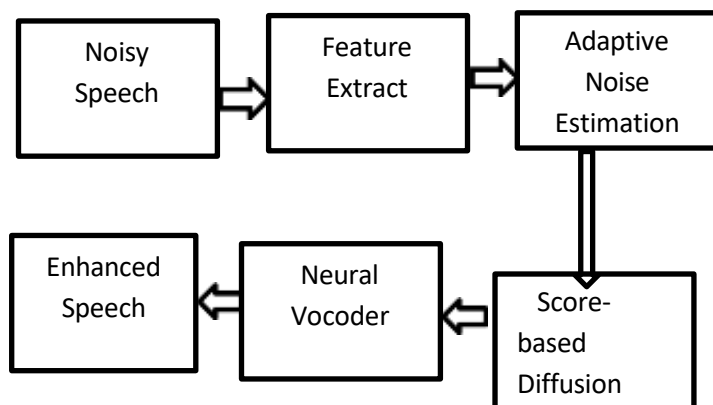 Noisy
Speech
Feature
Extract
Adaptive
Noise
Estimation
Score-
based
Diffusion
Neural
Vocoder
Enhanced
Speech